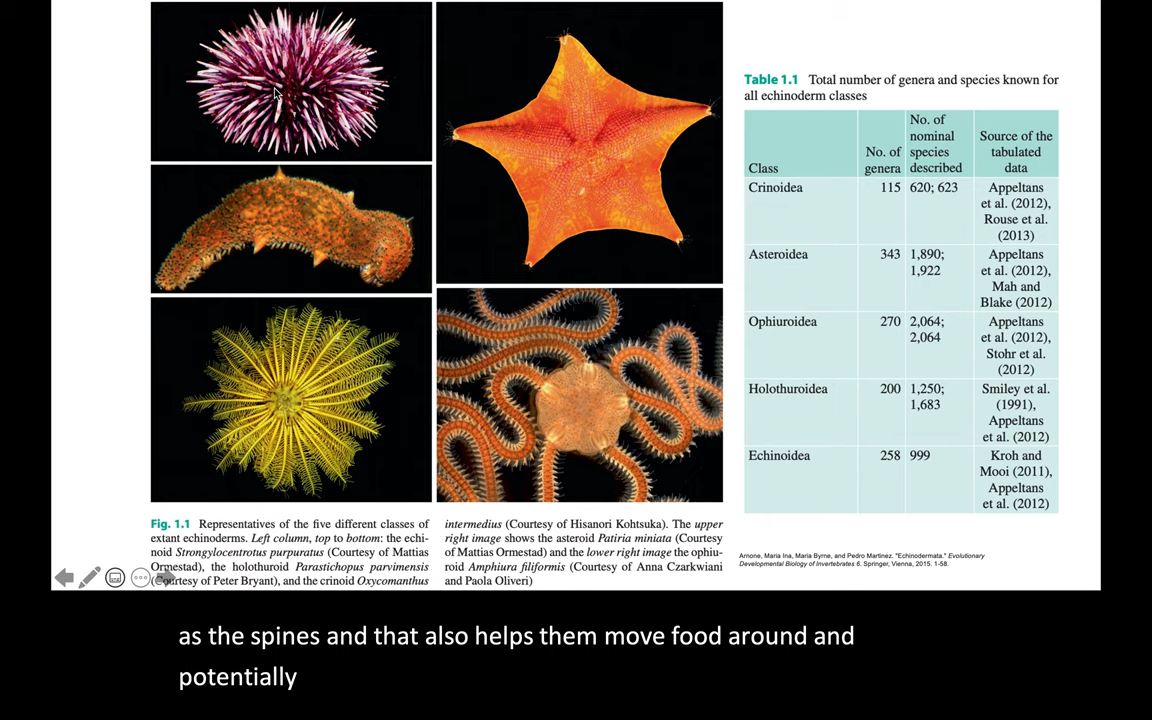 Table 1.1 Total number of genera and species known for
all echinoderm classes
No. of
nominal
No. of species
Class genera described
Source of the
tabulated
data
Crinoidea 115 620; 623 Appeltans
et al. (2012),
Rouse et al.
(2013)
Asteroidea 343 1,890; Appeltans
1,922 et al. (2012),
Mah and
Blake (2012)
Ophiuroidea 270 2,064; Appeltans
2,064 et al. (2012),
Stohr et al.
(2012)
Holothuroidea 200 1,250; Smiley et al.
1,683 (1991),
Appeltans
et al. (2012)
Echinoidea 258 999 Kroh and
Mooi (2011),
Appeltans
et al. (2012)
Fig. 1.1 Representatives of the five different classes of
extant echinoderms. Left column, top to bottom: the echi-
noid Strongylocentrotus purpuratus (Courtesy of Mattias
Ormestad), the holothuroid Parastichopus parvimensis
(Courtesy of Peter Bryant), and the crinoid Oxycomanthus
intermedius (Courtesy of Hisanori Kohtsuka). The upper
right image shows the asteroid Patiria miniata (Courtesy
of Mattias Ormestad) and the lower right image the ophiu-
roid Amphiura filiformis (Courtesy of Anna Czarkwiani
and Paola Oliveri)
Arnone, Maria Ina, Maria Byrne, and Pedro Martinez. "Echinodermata." Evolutionary
Developmental Biology of Invertebrates 6. Springer, Vienna, 2015. 1-58.
as the spines and that also helps them move food around and
potentially